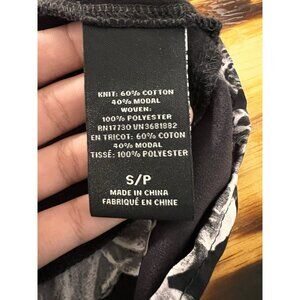 KNIT: 60% COTTON
40% MODAL
WOVEN:
100% POLYESTER
RN17730 VN3681982
EN TRICOT: 60% COTON
40% MODAL
TISSÉ: 100% POLYESTER
S/P
MADE IN CHINA
FABRIQUÉ EN CHINE